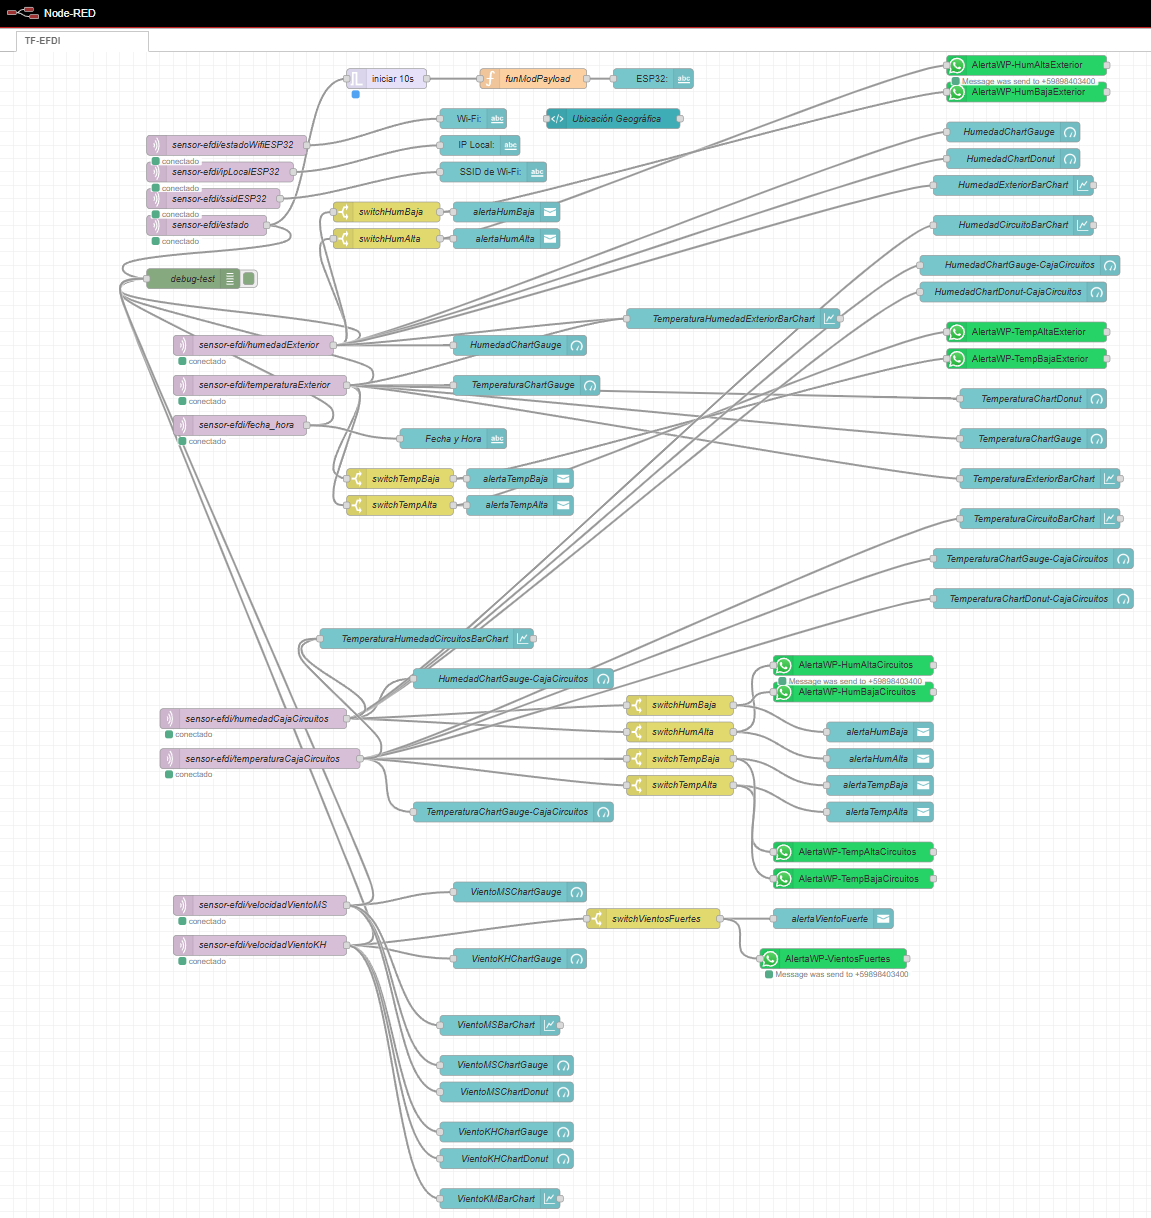 Node-RED
TF-EFDI
iniciar 10s
funModPayload
ESP32:
abc
AlertaWP-HumAltaExterior
Message was send to +59898403400
AlertaWP-HumBajaExterior
Wi-Fi:
abc
</>
Ubicación Geográfica
HumedadChartGauge
sensor-efdi/estadoWifiESP32
conectado
IP Local:
abc
HumedadChartDonut
sensor-efdi/ipLocalESP32
conectado
SSID de Wi-Fi:
abc
HumedadExteriorBarChart
sensor-efdi/ssidESP32
conectado
switchHumBaja
alertaHumBaja
sensor-efdi/estado
conectado
switchHumAlta
alertaHumAlta
HumedadCircuitoBarChart
HumedadChartGauge-CajaCircuitos
debug-test
HumedadChartDonut-CajaCircuitos
TemperaturaHumedadExteriorBarChart
AlertaWP-TempAltaExterior
sensor-efdi/humedadExterior
conectado
HumedadChartGauge
AlertaWP-TempBajaExterior
sensor-efdi/temperaturaExterior
conectado
TemperaturaChartGauge
TemperaturaChartDonut
sensor-efdi/fecha_hora
conectado
Fecha y Hora
abc
TemperaturaChartGauge
switchTempBaja
alertaTempBaja
TemperaturaExteriorBarChart
switchTempAlta
alertaTempAlta
TemperaturaCircuitoBarChart
TemperaturaChartGauge-CajaCircuitos
TemperaturaChartDonut-CajaCircuitos
TemperaturaHumedadCircuitosBarChart
HumedadChartGauge-CajaCircuitos
AlertaWP-HumAltaCircuitos
Message was send to +59898403400
AlertaWP-HumBajaCircuitos
switchHumBaja
sensor-efdi/humedadCajaCircuitos
conectado
switchHumAlta
alertaHumBaja
sensor-efdi/temperaturaCajaCircuitos
conectado
switchTempBaja
alertaHumAlta
switchTempAlta
alertaTempBaja
TemperaturaChartGauge-CajaCircuitos
alertaTempAlta
AlertaWP-TempAltaCircuitos
AlertaWP-TempBajaCircuitos
VientoMSChartGauge
sensor-efdi/velocidadVientoMS
conectado
switchVientosFuertes
alertaVientoFuerte
sensor-efdi/velocidadVientoKH
conectado
VientoKHChartGauge
AlertaWP-VientosFuertes
Message was send to +59898403400
VientoMSBarChart
VientoMSChartGauge
VientoMSChartDonut
VientoKHChartGauge
VientoKHChartDonut
VientoKMBarChart